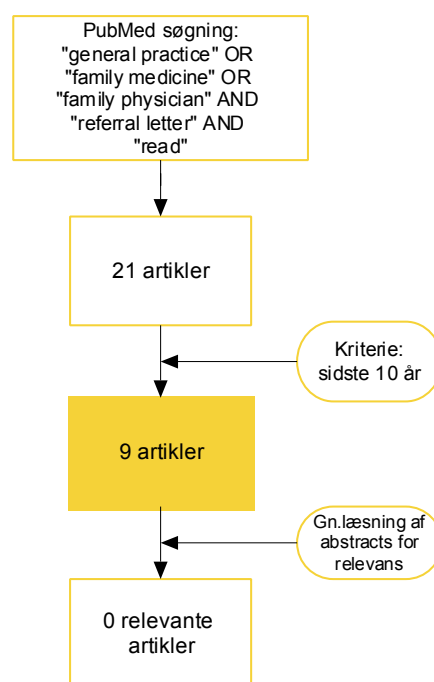 PubMed søgning:
"general practice" OR
"family medicine" OR
"family physician" AND
"referral letter" AND
"read"
21 artikler
Kriterie:
sidste 10 år
9 artikler
Gn.læsning af
abstracts for
relevans
0 relevante
artikler